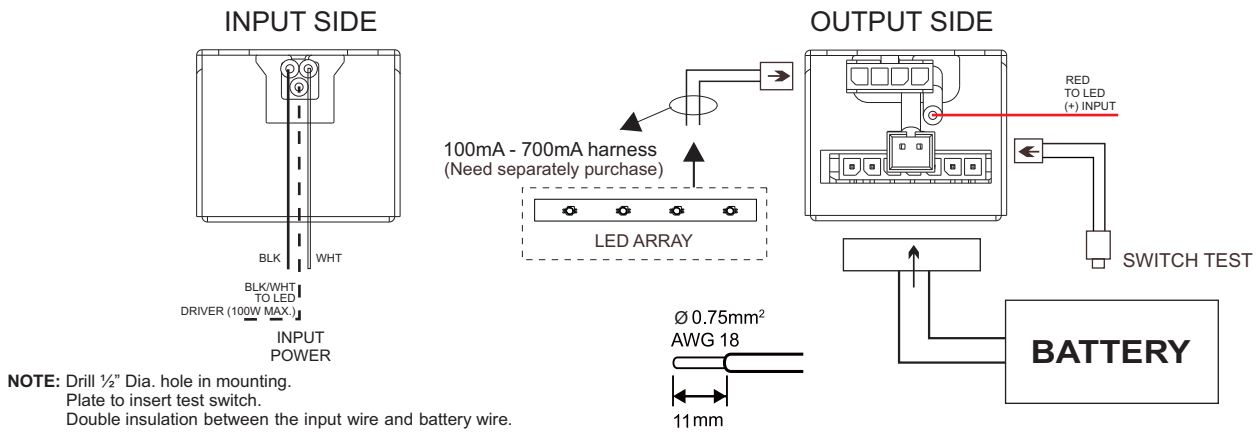 INPUT SIDE
BLK
WHT
BLK/WHT
TO LED
DRIVER (100W MAX.)
INPUT
POWER
NOTE: Drill ½” Dia. hole in mounting.
Plate to insert test switch.
Double insulation between the input wire and battery wire.
OUTPUT SIDE
100mA - 700mA harness
(Need separately purchase)
LED ARRAY
RED
TO LED
(+) INPUT
SWITCH TEST
BATTERY
Ø 0.75mm²
AWG 18
11mm